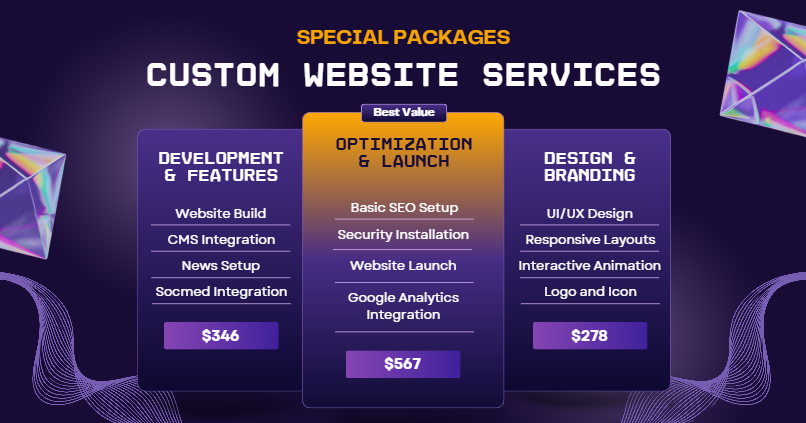 SPECIAL PACKAGES
CUSTOM WEBSITE SERVICES
DEVELOPMENT
& FEATURES
Website Build
CMS Integration
News Setup
Socmed Integration
$346
Best Value
OPTIMIZATION
& LAUNCH
Basic SEO Setup
Security Installation
Website Launch
Google Analytics
Integration
$567
DESIGN &
BRANDING
UI/UX Design
Responsive Layouts
Interactive Animation
Logo and Icon
$278